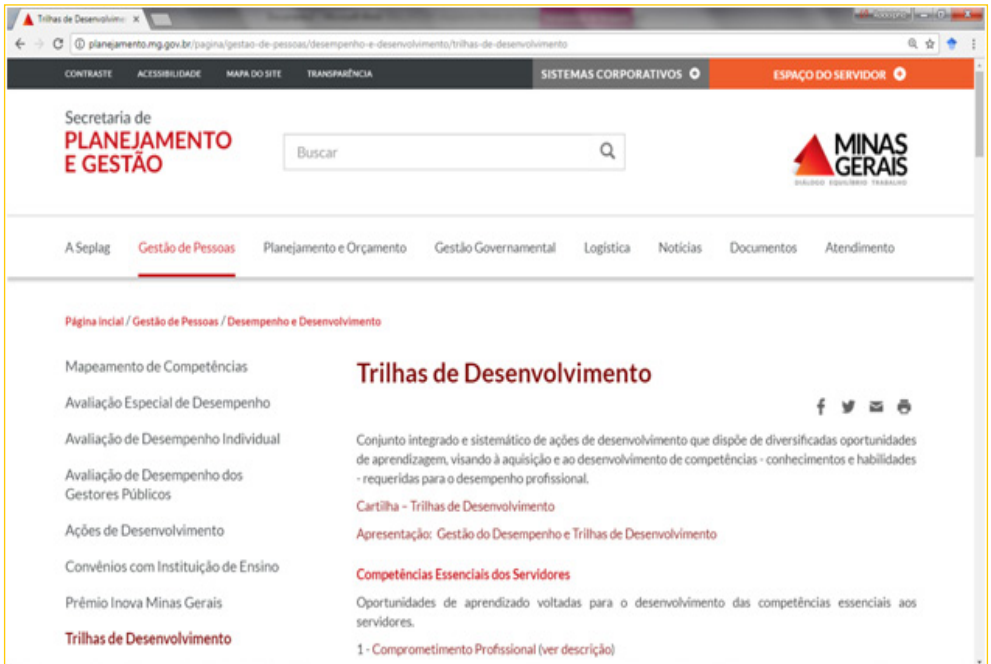 Trilhas de Desenvolvime
planejamento.mg.gov.br/pagina/gestao-de-pessoas/desempenho-e-desenvolvimento/trilhas-de-desenvolvimento
CONTRASTE ACESSIBILIDADE MAPA DO SITE TRANSPARÊNCIA SISTEMAS CORPORATIVOS ESPAÇO DO SERVIDOR
Secretaria de
PLANEJAMENTO
E GESTÃO
Buscar
MINAS
GERAIS
DIÁLOGO EQUILÍBRIO TRABALHO
A Seplag Gestão de Pessoas Planejamento e Orçamento Gestão Governamental Logística Notícias Documentos Atendimento
Página incial / Gestão de Pessoas / Desempenho e Desenvolvimento
Mapeamento de Competências
Avaliação Especial de Desempenho
Avaliação de Desempenho Individual
Avaliação de Desempenho dos
Gestores Públicos
Ações de Desenvolvimento
Convênios com Instituição de Ensino
Prêmio Inova Minas Gerais
Trilhas de Desenvolvimento
Trilhas de Desenvolvimento
Conjunto integrado e sistemático de ações de desenvolvimento que dispõe de diversificadas oportunidades
de aprendizagem, visando à aquisição e ao desenvolvimento de competências - conhecimentos e habilidades
- requeridas para o desempenho profissional.
Cartilha – Trilhas de Desenvolvimento
Apresentação: Gestão do Desempenho e Trilhas de Desenvolvimento
Competências Essenciais dos Servidores
Oportunidades de aprendizado voltadas para o desenvolvimento das competências essenciais aos
servidores.
1 - Comprometimento Profissional (ver descrição)